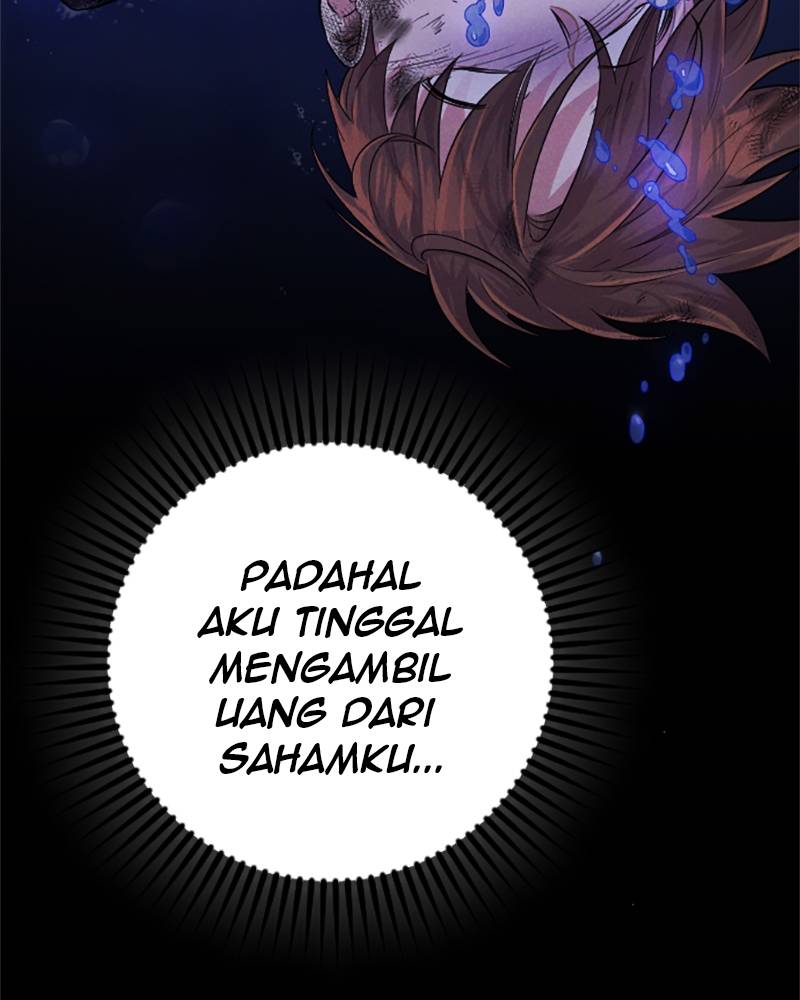 PADAHAL
AKU TINGGAL
MENGAMBIL
UANG DARI
SAHAMKU...